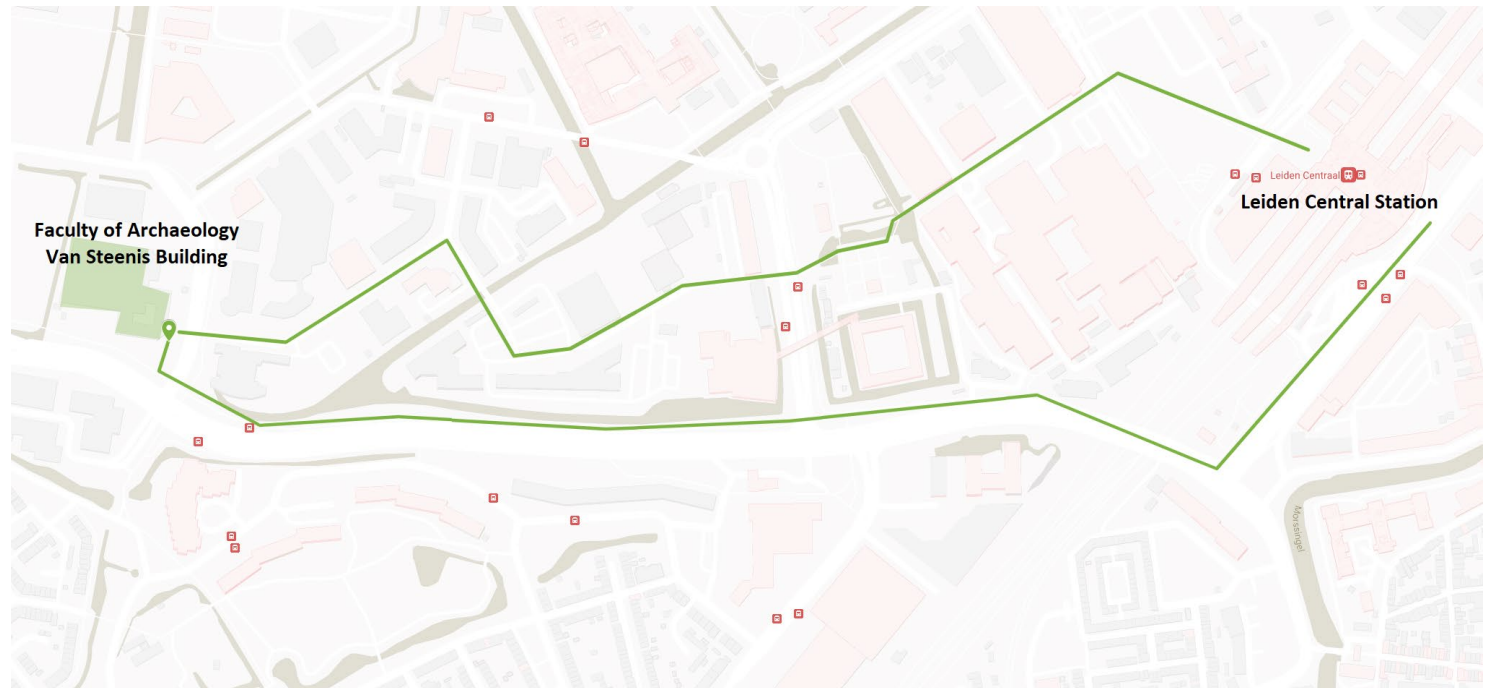 Faculty of Archaeology
Van Steenis Building
Leiden Centraal
Leiden Central Station
Morssingel